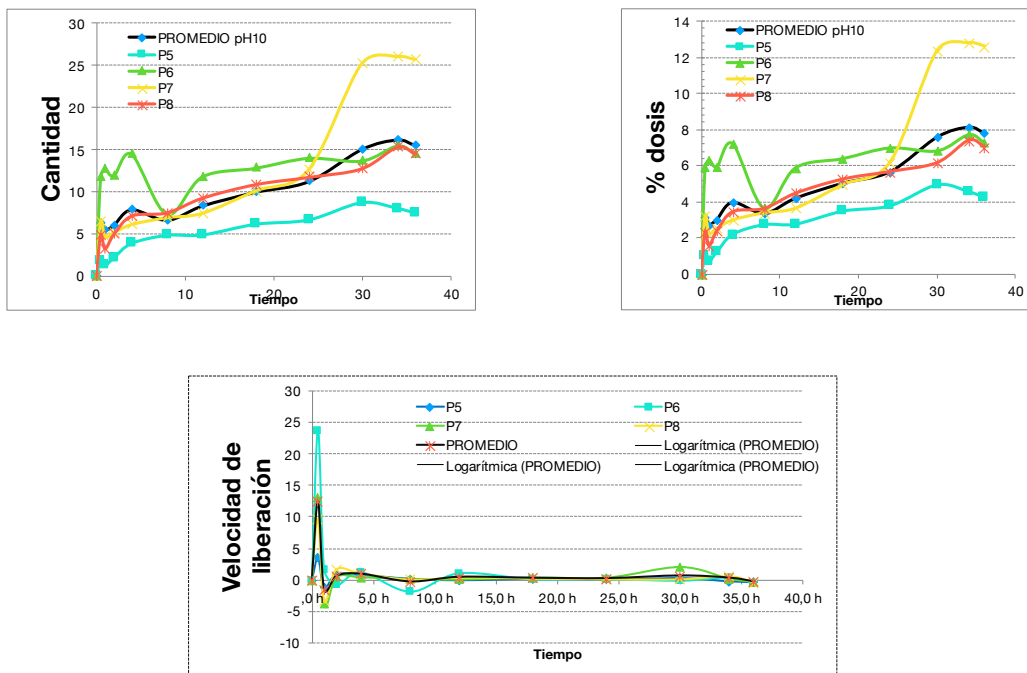 30
25
20
15
10
5
0
Cantidad
PROMEDIO pH10
P5
P6
P7
P8
0
10
20
30
40
Tiempo
14
12
10
8
6
4
2
0
% dosis
PROMEDIO pH10
P5
P6
P7
P8
0
10
20
30
40
Tiempo
30
25
20
15
10
5
0
-5
-10
Velocidad de
liberación
P5
P6
P7
P8
PROMEDIO
Logarítmica (PROMEDIO)
Logarítmica (PROMEDIO)
Logarítmica (PROMEDIO)
,0 h
5,0 h
10,0 h
15,0 h
20,0 h
25,0 h
30,0 h
35,0 h
40,0 h
Tiempo